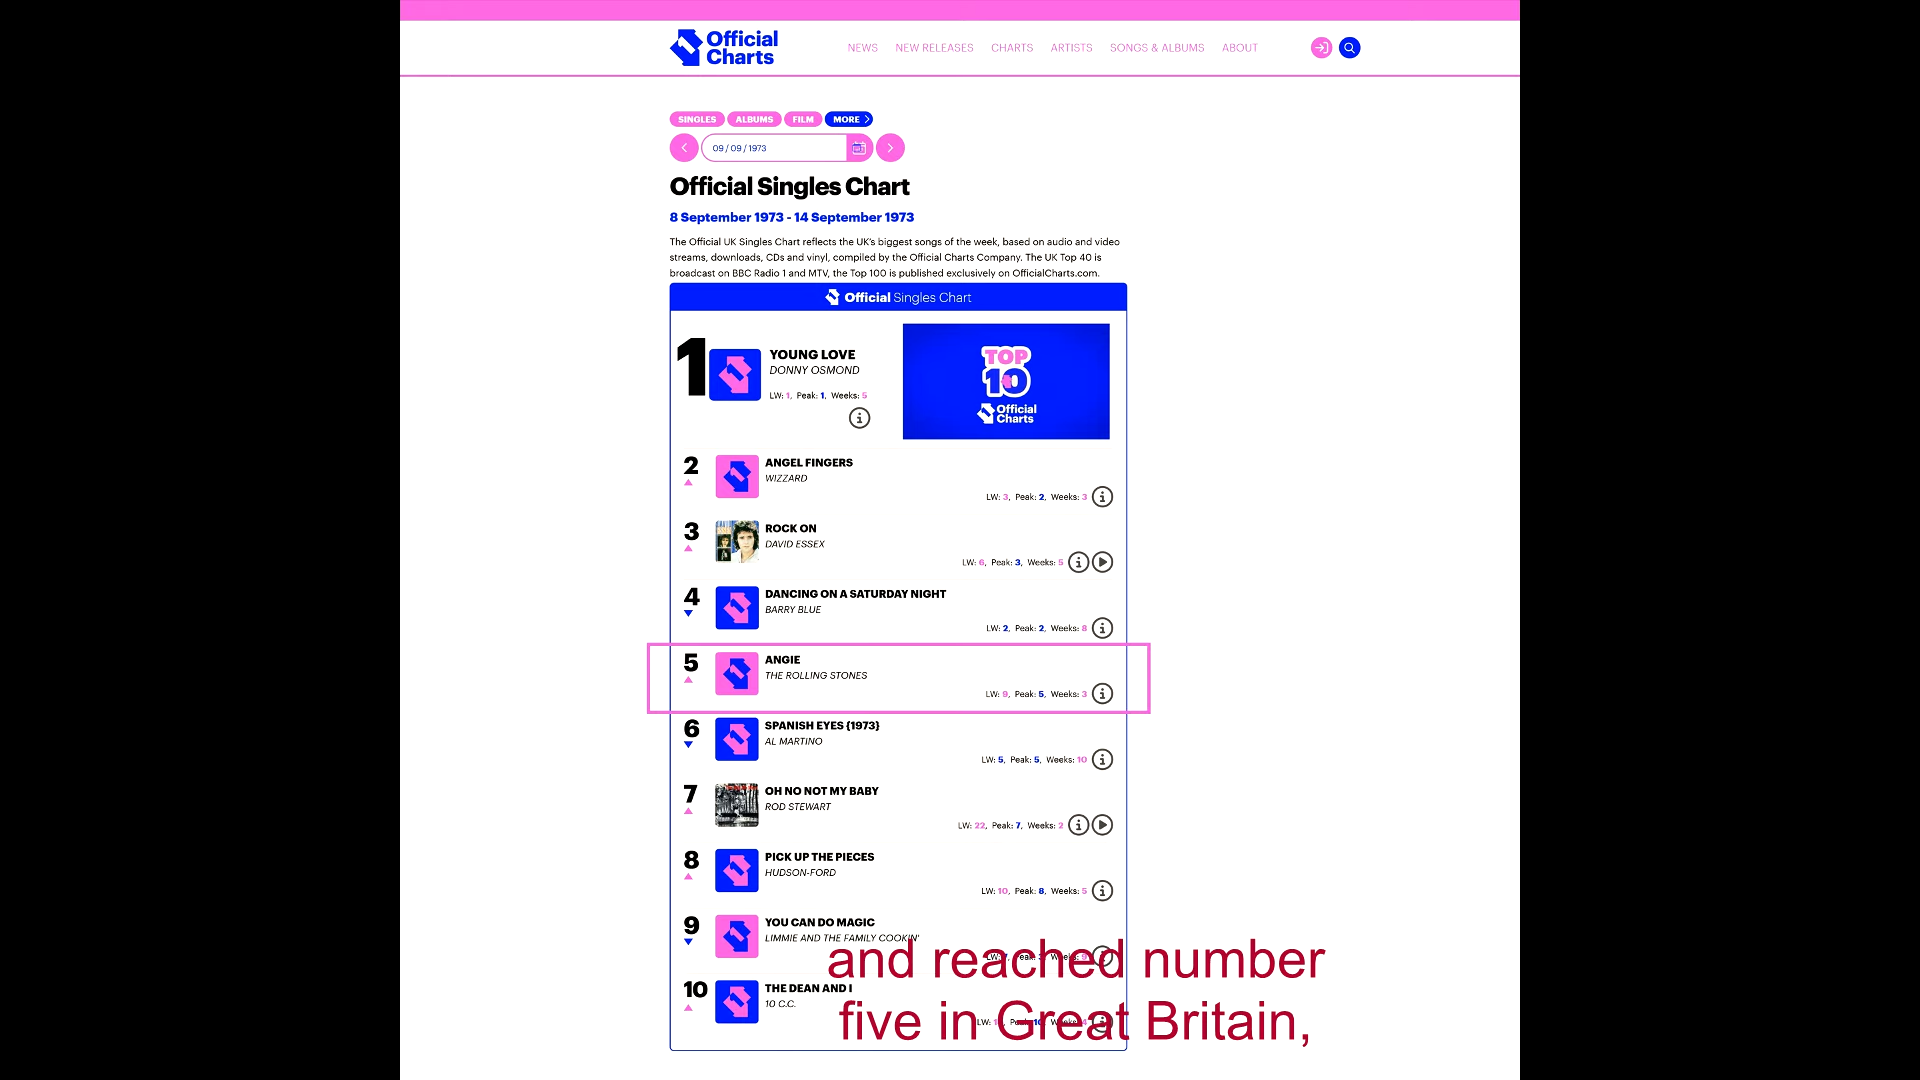 Official
Charts
NEWS NEW RELEASES CHARTS ARTISTS SONGS & ALBUMS ABOUT
SINGLES ALBUMS FILM MORE
09 / 09 / 1973
Official Singles Chart
8 September 1973 - 14 September 1973
The Official UK Singles Chart reflects the UK's biggest songs of the week, based on audio and video
streams, downloads, CDs and vinyl, compiled by the Official Charts Company. The UK Top 40 is
broadcast on BBC Radio 1 and MTV, the Top 100 is published exclusively on OfficialCharts.com.
Official Singles Chart
1
YOUNG LOVE
DONNY OSMOND
LW: 1, Peak: 1, Weeks: 5
TOP
10
Official
Charts
2
ANGEL FINGERS
WIZZARD
LW: 3, Peak: 2, Weeks: 3
3
ROCK ON
DAVID ESSEX
LW: 6, Peak: 3, Weeks: 5
4
DANCING ON A SATURDAY NIGHT
BARRY BLUE
LW: 2, Peak: 2, Weeks: 8
5
ANGIE
THE ROLLING STONES
LW: 9, Peak: 5, Weeks: 3
6
SPANISH EYES {1973}
AL MARTINO
LW: 5, Peak: 5, Weeks: 10
7
OH NO NOT MY BABY
ROD STEWART
LW: 22, Peak: 7, Weeks: 2
8
PICK UP THE PIECES
HUDSON-FORD
LW: 10, Peak: 8, Weeks: 5
9
YOU CAN DO MAGIC
LIMMIE AND THE FAMILY COOKIN'
10
THE DEAN AND I
10 C.C.
and reached number
five in Great Britain,